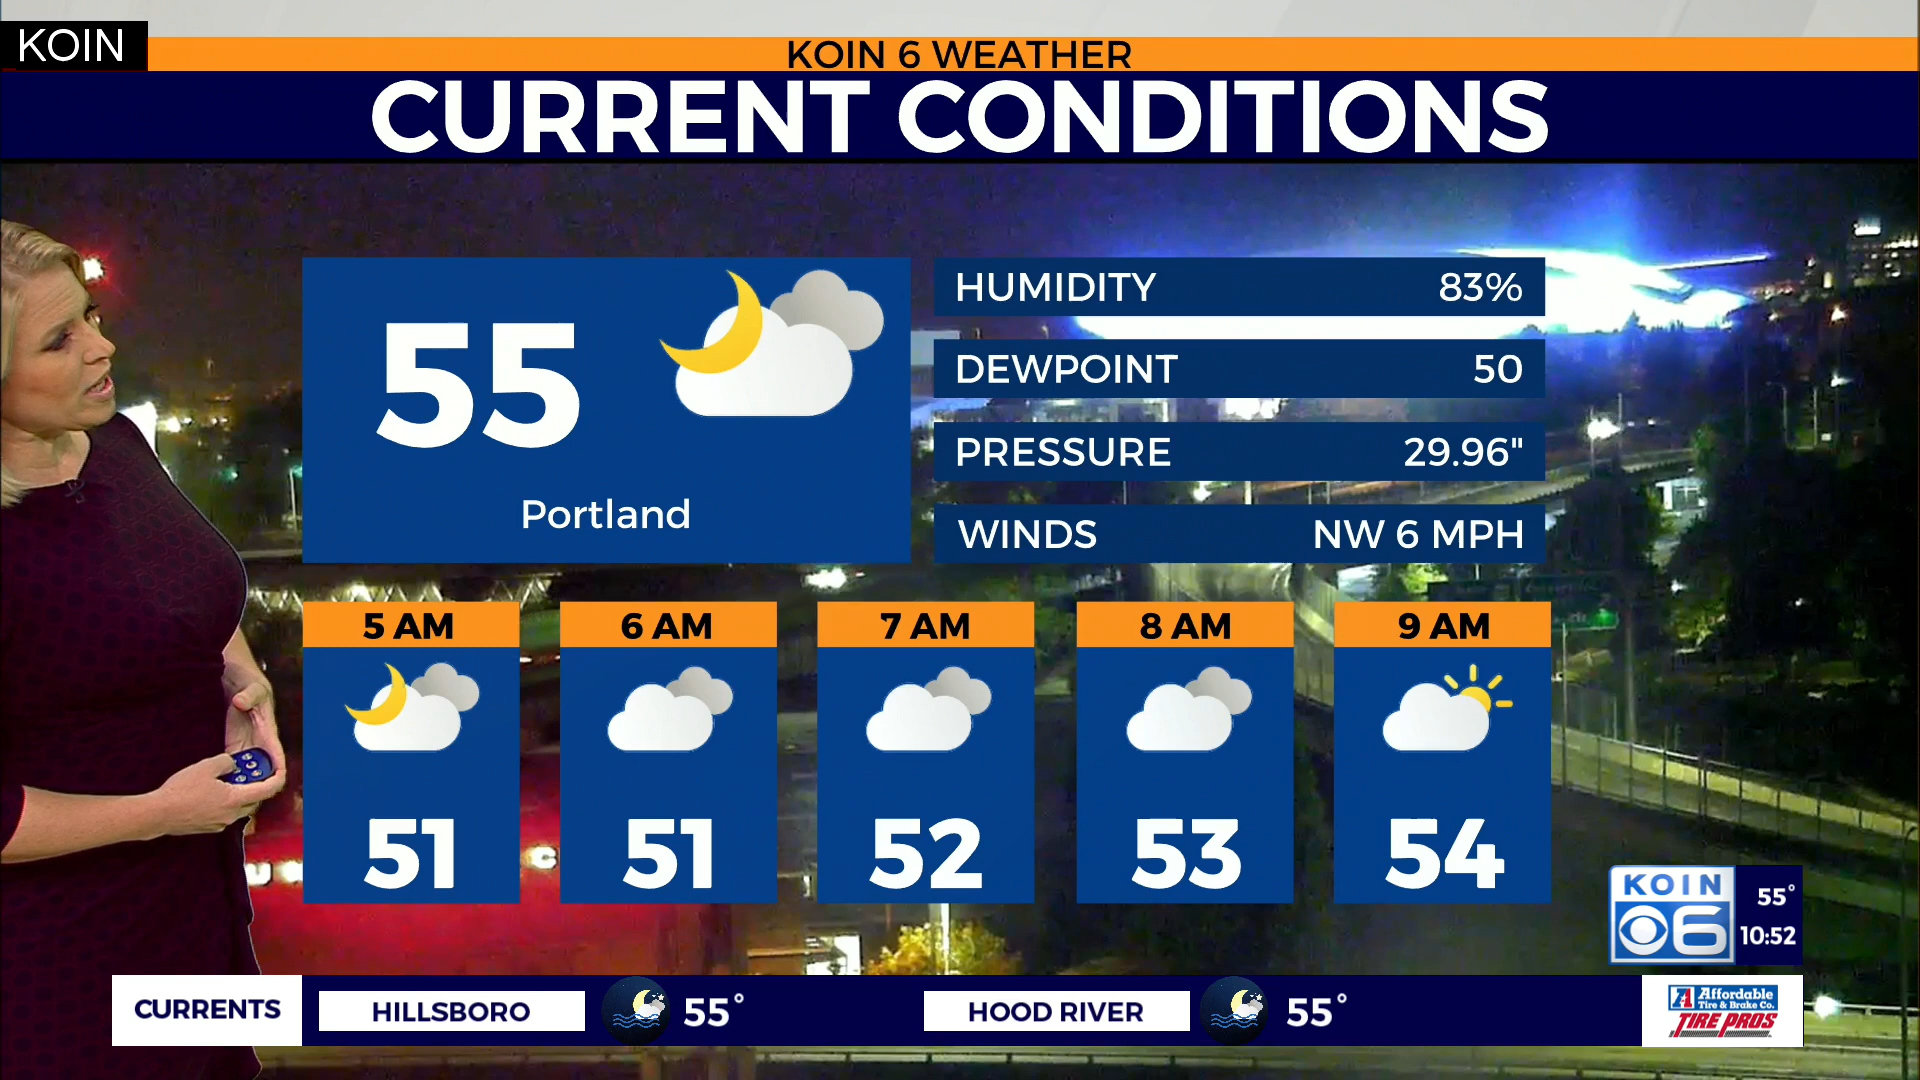 KOIN
KOIN 6 WEATHER
CURRENT CONDITIONS
55
Portland
HUMIDITY 83%
DEWPOINT 50
PRESSURE 29.96"
WINDS NW 6 MPH
5 AM 6 AM 7 AM 8 AM 9 AM
51 51 52 53 54
U C
KOIN 6
55°
10:52
CURRENTS HILLSBORO 55° HOOD RIVER 55°
Affordable
Tire & Brake Co.
TIRE PROS